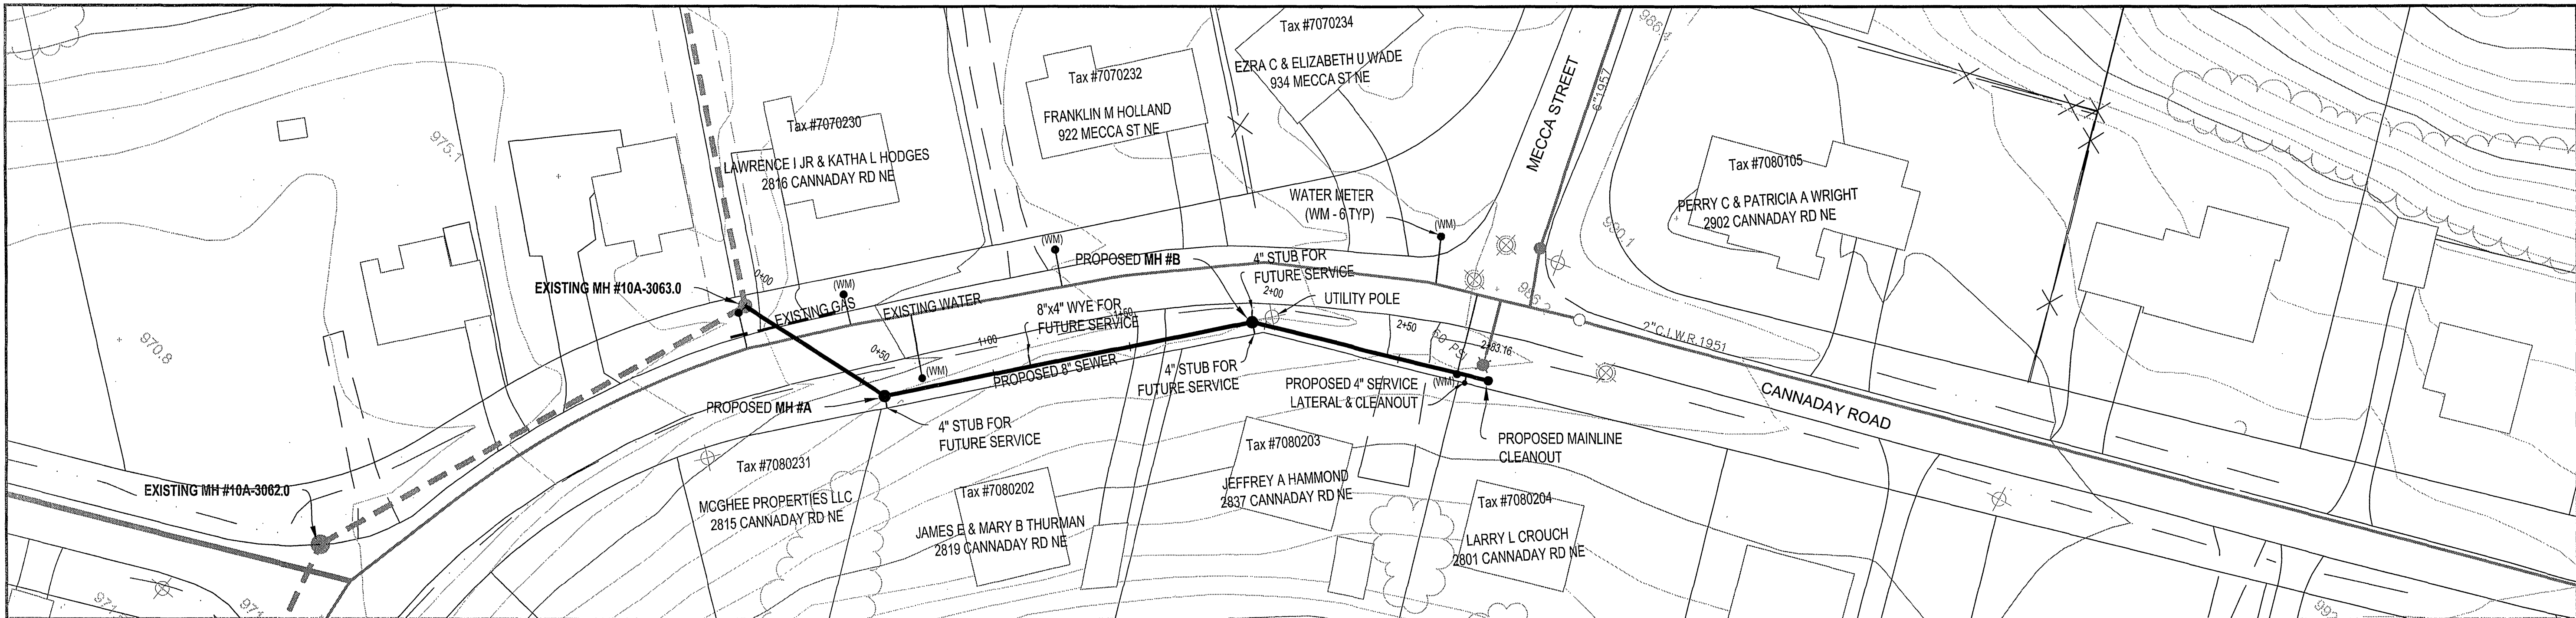 Tax #7070234
EZRA C & ELIZABETH U WADE
934 MECCA ST NE
986.4
Tax #7070232
FRANKLIN M HOLLAND
922 MECCA ST NE
MECCA STREET
6"1957
Tax #7070230
LAWRENCE I JR & KATHA L HODGES
2816 CANNADAY RD NE
975.1
Tax #7080105
PERRY C & PATRICIA A WRIGHT
2902 CANNADAY RD NE
WATER METER
(WM - 6 TYP)
(WM)
(WM)
(WM)
990.1
PROPOSED MH #B
4" STUB FOR
FUTURE SERVICE
EXISTING MH #10A-3063.0
0+00
EXISTING GAS
EXISTING WATER
8"x4" WYE FOR
FUTURE SERVICE
1+50
2+00
UTILITY POLE
986.2
970.8
0+50
1+00
2+50
60 PSI
2+83.16
2"C.I.W.R.1951
(WM)
PROPOSED 8" SEWER
4" STUB FOR
FUTURE SERVICE
PROPOSED 4" SERVICE
LATERAL & CLEANOUT
(WM)
CANNADAY ROAD
PROPOSED MH #A
4" STUB FOR
FUTURE SERVICE
PROPOSED MAINLINE
CLEANOUT
Tax #7080231
MCGHEE PROPERTIES LLC
2815 CANNADAY RD NE
Tax #7080202
JAMES E & MARY B THURMAN
2819 CANNADAY RD NE
Tax #7080203
JEFFREY A HAMMOND
2837 CANNADAY RD NE
Tax #7080204
LARRY L CROUCH
2801 CANNADAY RD NE
EXISTING MH #10A-3062.0